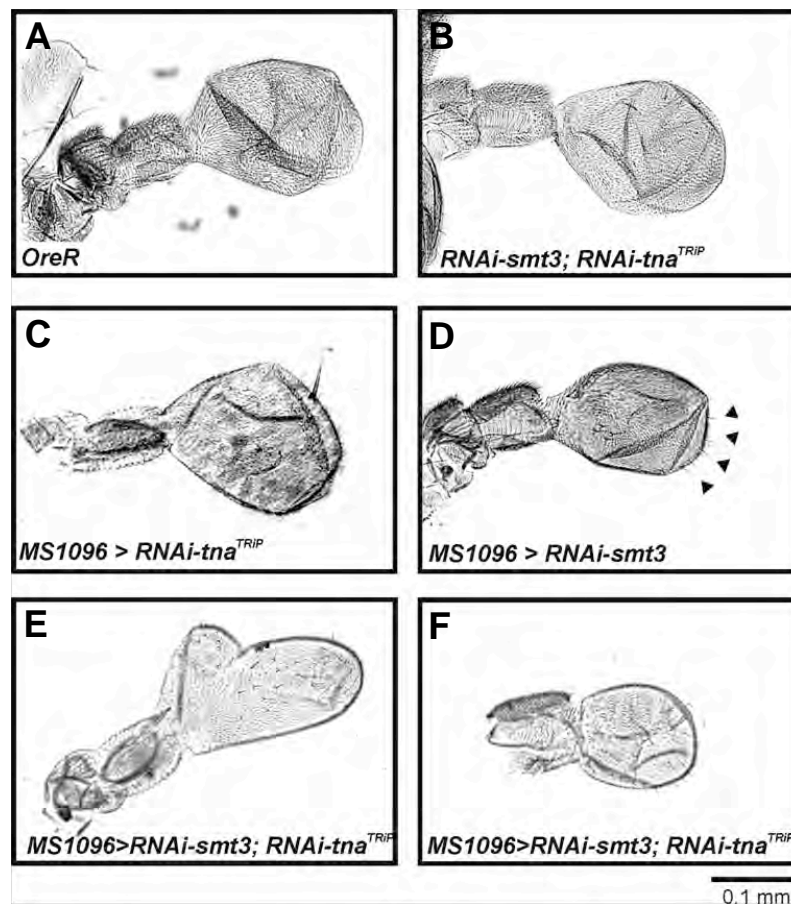 A
OreR
B
RNAi-smt3; RNAi-tna^TRiP
C
MS1096 > RNAi-tna^TRiP
D
MS1096 > RNAi-smt3
E
MS1096>RNAi-smt3; RNAi-tna^TRiP
F
MS1096>RNAi-smt3; RNAi-tna^TRiP
0.1 mm